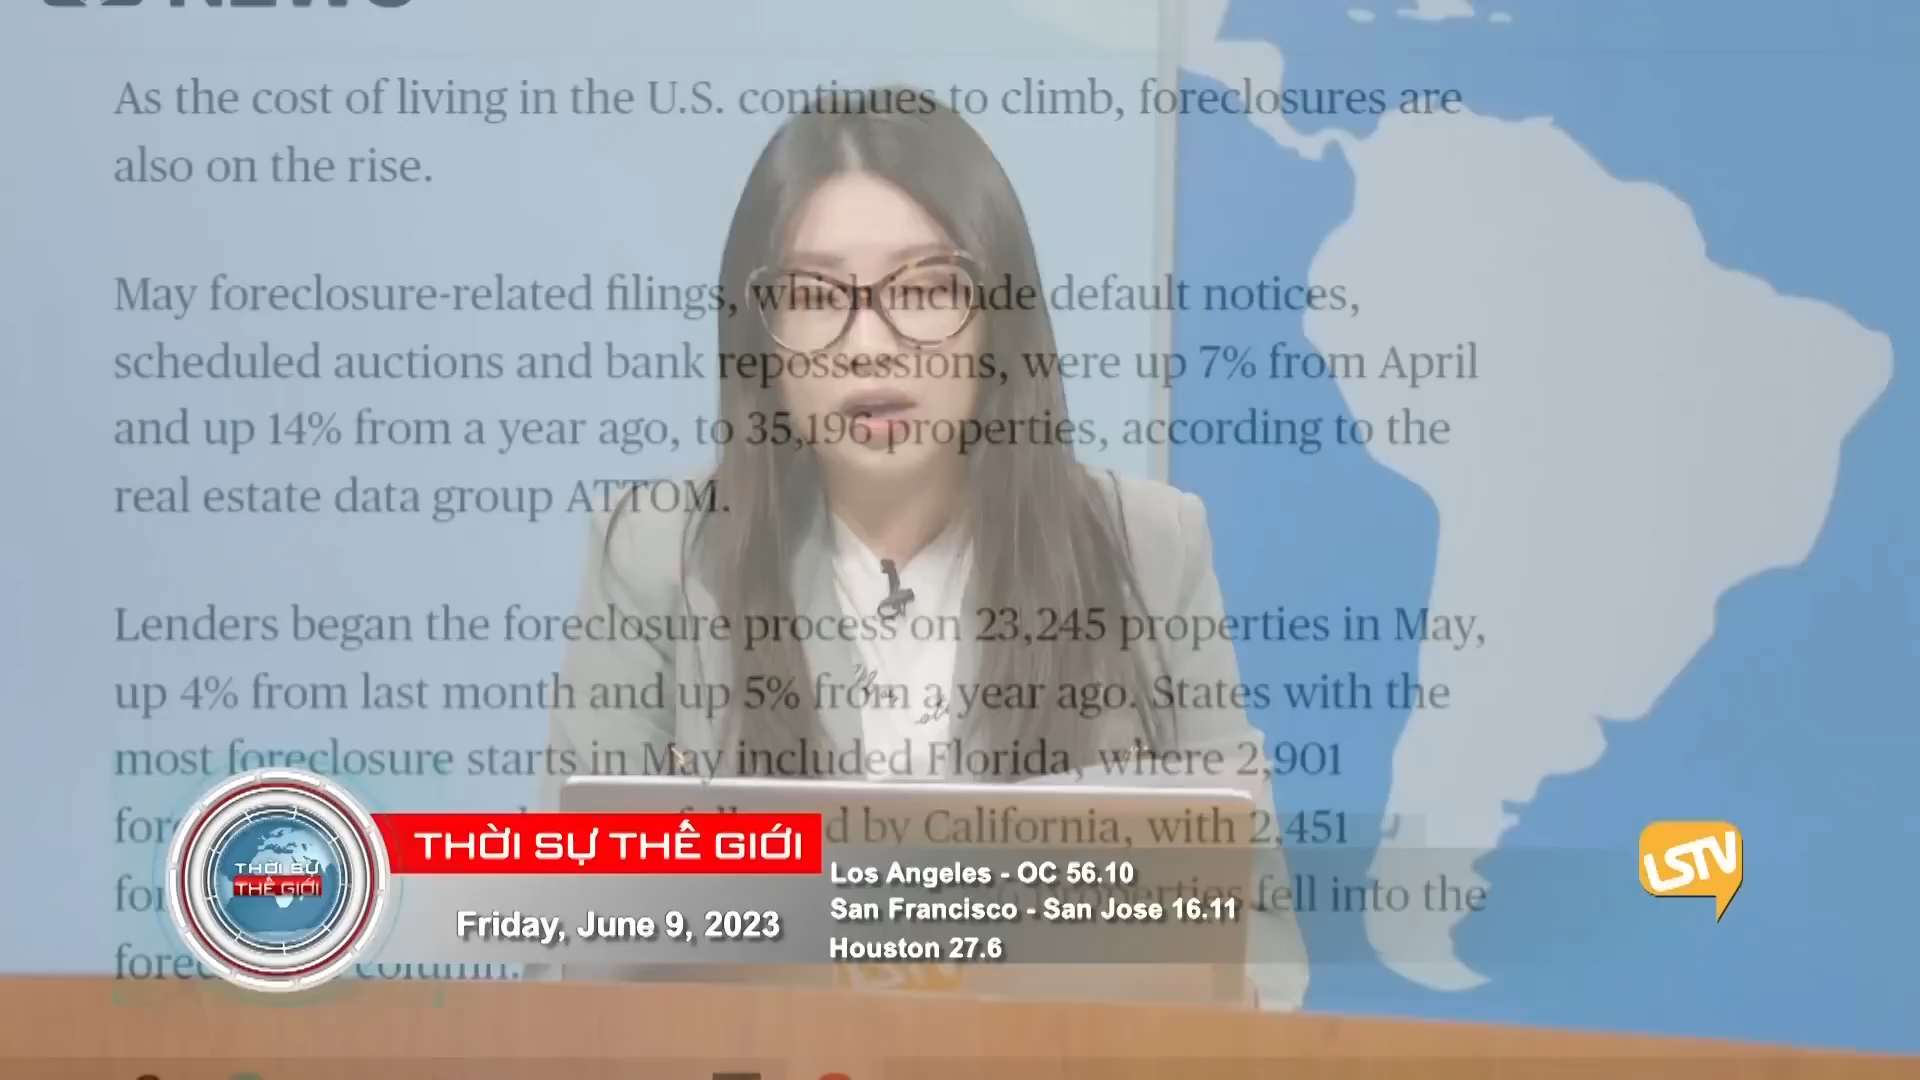 NEWS
As the cost of living in the U.S. continues to climb, foreclosures are
also on the rise.
May foreclosure-related filings, which include default notices,
scheduled auctions and bank repossessions, were up 7% from April
and up 14% from a year ago, to 35,196 properties, according to the
real estate data group ATTOM.
Lenders began the foreclosure process on 23,245 properties in May,
up 4% from last month and up 5% from a year ago. States with the
most foreclosure starts in May included Florida, where 2,901
by California, with 2,451
properties fell into the
column.
THỜI SỰ
THẾ GIỚI
THỜI SỰ THẾ GIỚI
Friday, June 9, 2023
Los Angeles - OC 56.10
San Francisco - San Jose 16.11
Houston 27.6
LSTV
LSTV